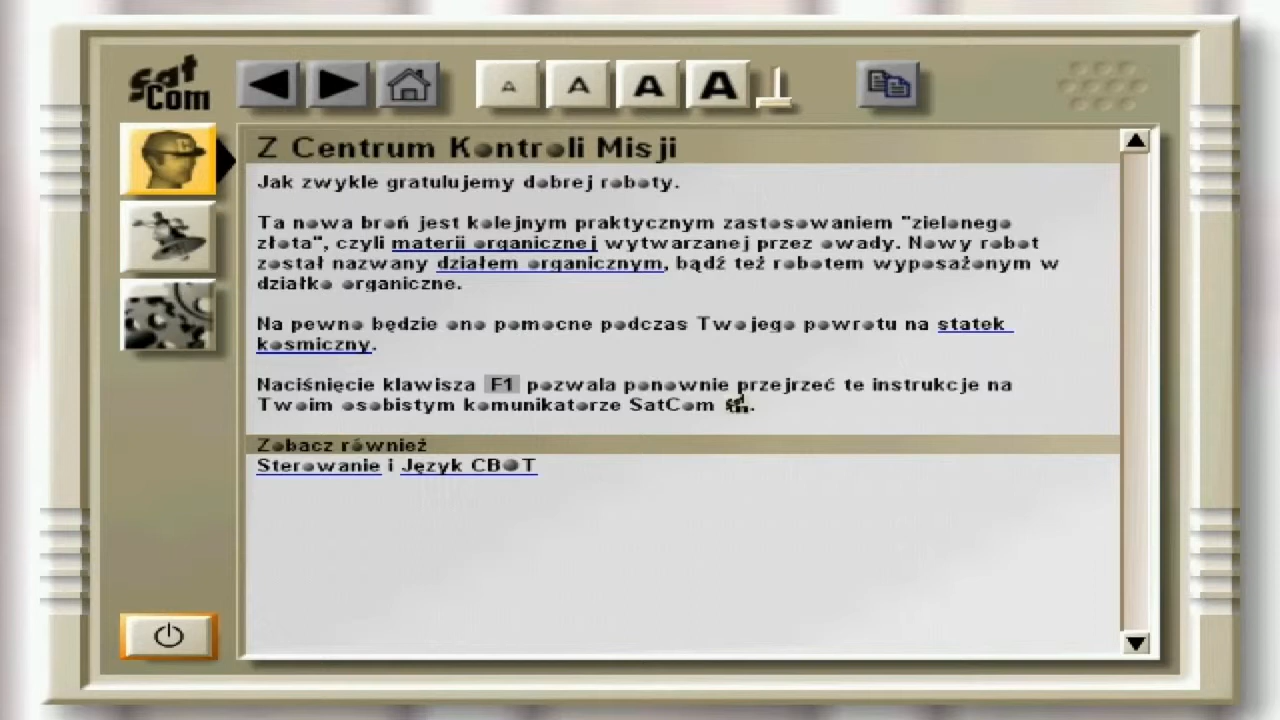 sat
Com
A A A A
Z Centrum Kontroli Misji
Jak zwykle gratulujemy dobrej roboty.
Ta nowa broń jest kolejnym praktycznym zastosowaniem "zielonego
złota", czyli materii organicznej wytwarzanej przez owady. Nowy robot
został nazwany działem organicznym, bądź też robotem wyposażonym w
działko organiczne.
Na pewno będzie ono pomocne podczas Twojego powrotu na statek
kosmiczny.
Naciśnięcie klawisza F1 pozwala ponownie przejrzeć te instrukcje na
Twoim osobistym komunikatorze SatCom.
Zobacz również
Sterowanie i Język CBOT